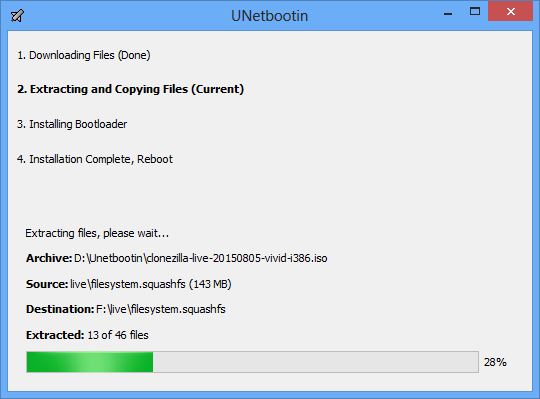 UNetbootin
1. Downloading Files (Done)
2. Extracting and Copying Files (Current)
3. Installing Bootloader
4. Installation Complete, Reboot
Extracting files, please wait...
Archive: D:\Unetbootin\clonezilla-live-20150805-vivid-i386.iso
Source: live\filesystem.squashfs (143 MB)
Destination: F:\live\filesystem.squashfs
Extracted: 13 of 46 files
28%